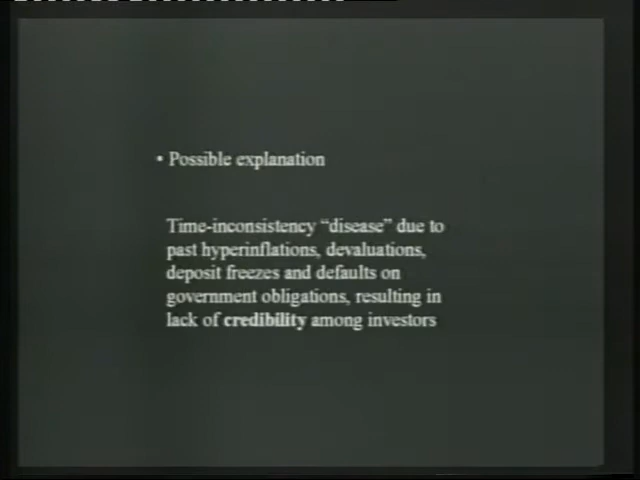 • Possible explanation
Time-inconsistency “disease” due to
past hyperinflations, devaluations,
deposit freezes and defaults on
government obligations, resulting in
lack of credibility among investors